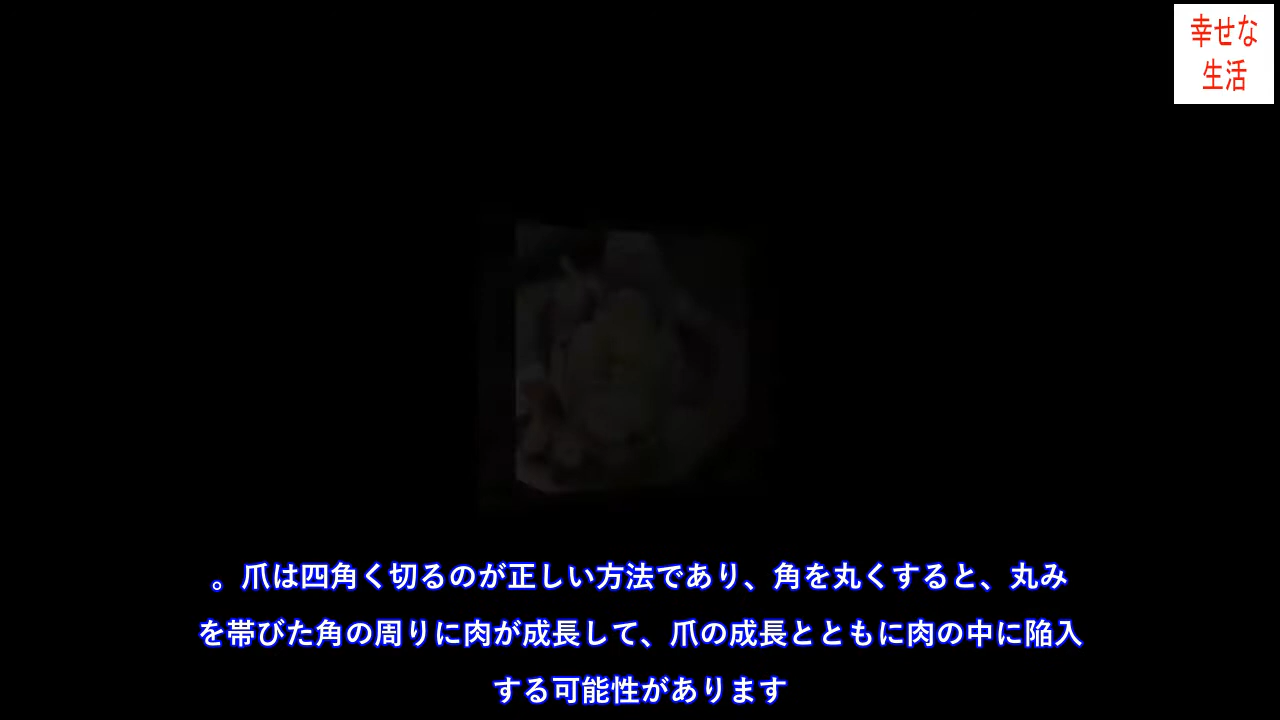 幸せな
生活
。爪は四角く切るのが正しい方法であり、角を丸くすると、丸み
を帯びた角の周りに肉が成長して、爪の成長とともに肉の中に陥入
する可能性があります